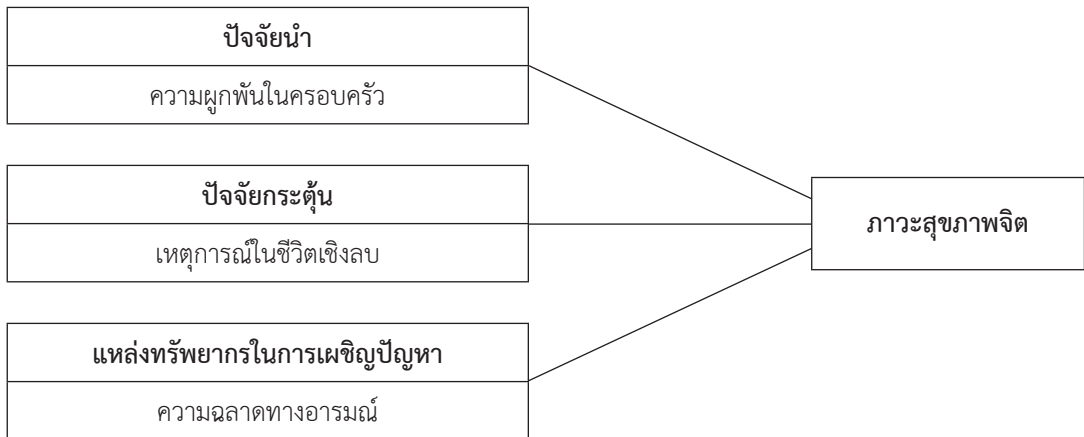 ปัจจัยนำ
ความผูกพันในครอบครัว
ปัจจัยกระตุ้น
เหตุการณ์ในชีวิตเชิงลบ
แหล่งทรัพยากรในการเผชิญปัญหา
ความฉลาดทางอารมณ์
ภาวะสุขภาพจิต